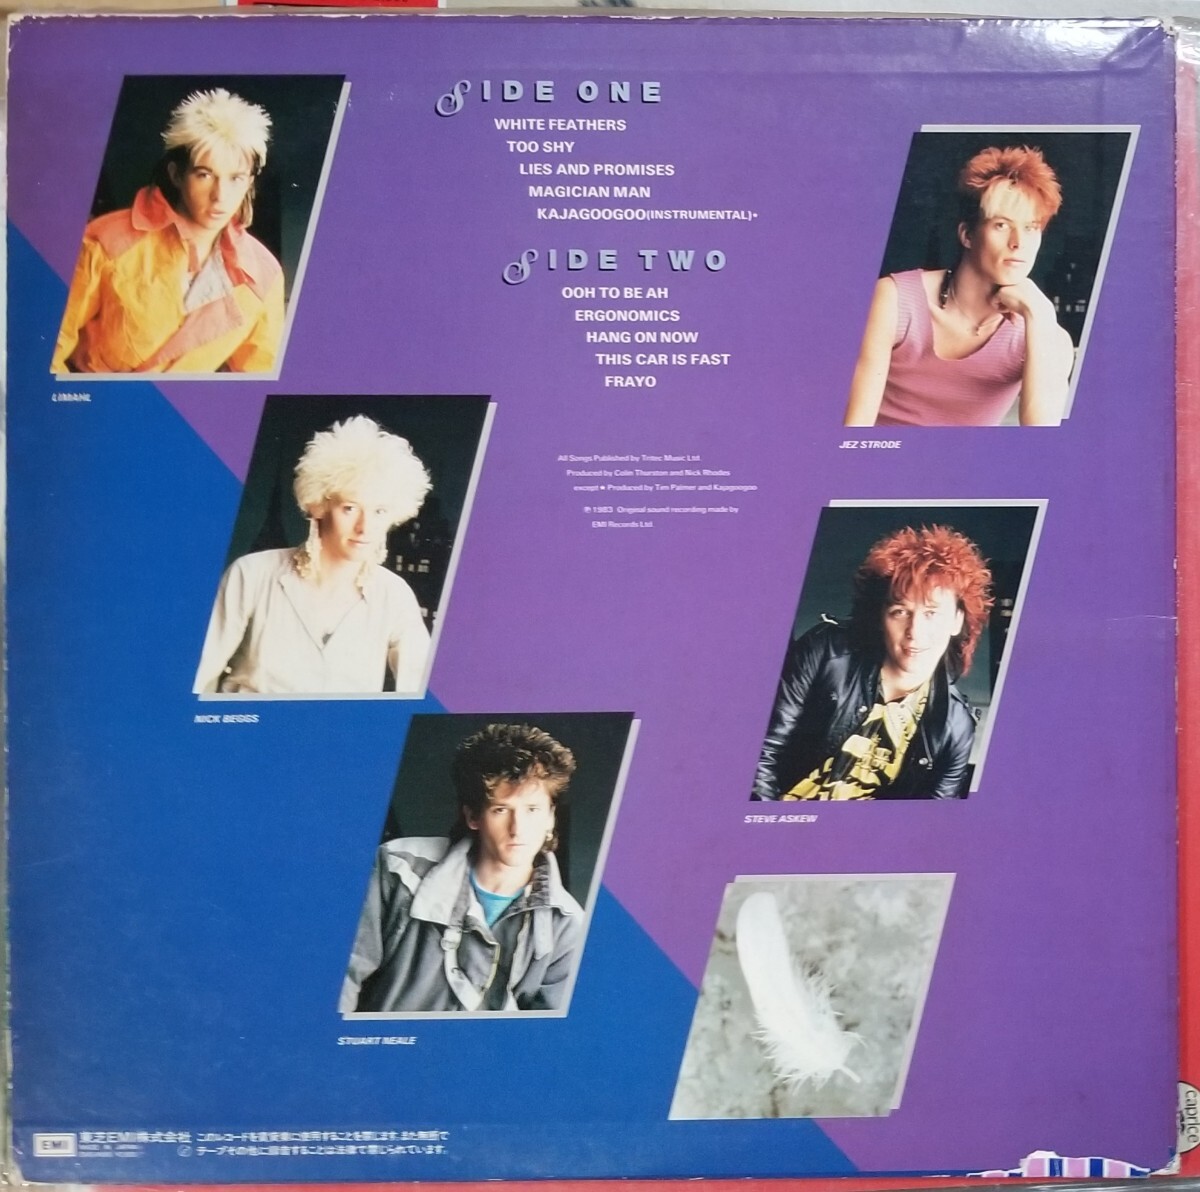 SIDE ONE
WHITE FEATHERS
TOO SHY
LIES AND PROMISES
MAGICIAN MAN
KAJAGOOGOO(INSTRUMENTAL)*
SIDE TWO
OOH TO BE AH
ERGONOMICS
HANG ON NOW
THIS CAR IS FAST
FRAYO
All Songs Published by Tritec Music Ltd.
Produced by Colin Thurston and Nick Rhodes
except * Produced by Tim Palmer and Kajagoogoo
℗ 1983 Original sound recording made by
EMI Records Ltd.
LIMAHL
JEZ STRODE
NICK BEGGS
STEVE ASKEW
STUART NEALE
EMI
東芝EMI株式会社
MADE IN JAPAN
このレコードを賃貸業に使用することを禁じます。また無断で
テープその他に録音することは法律で禁じられています。
caprice